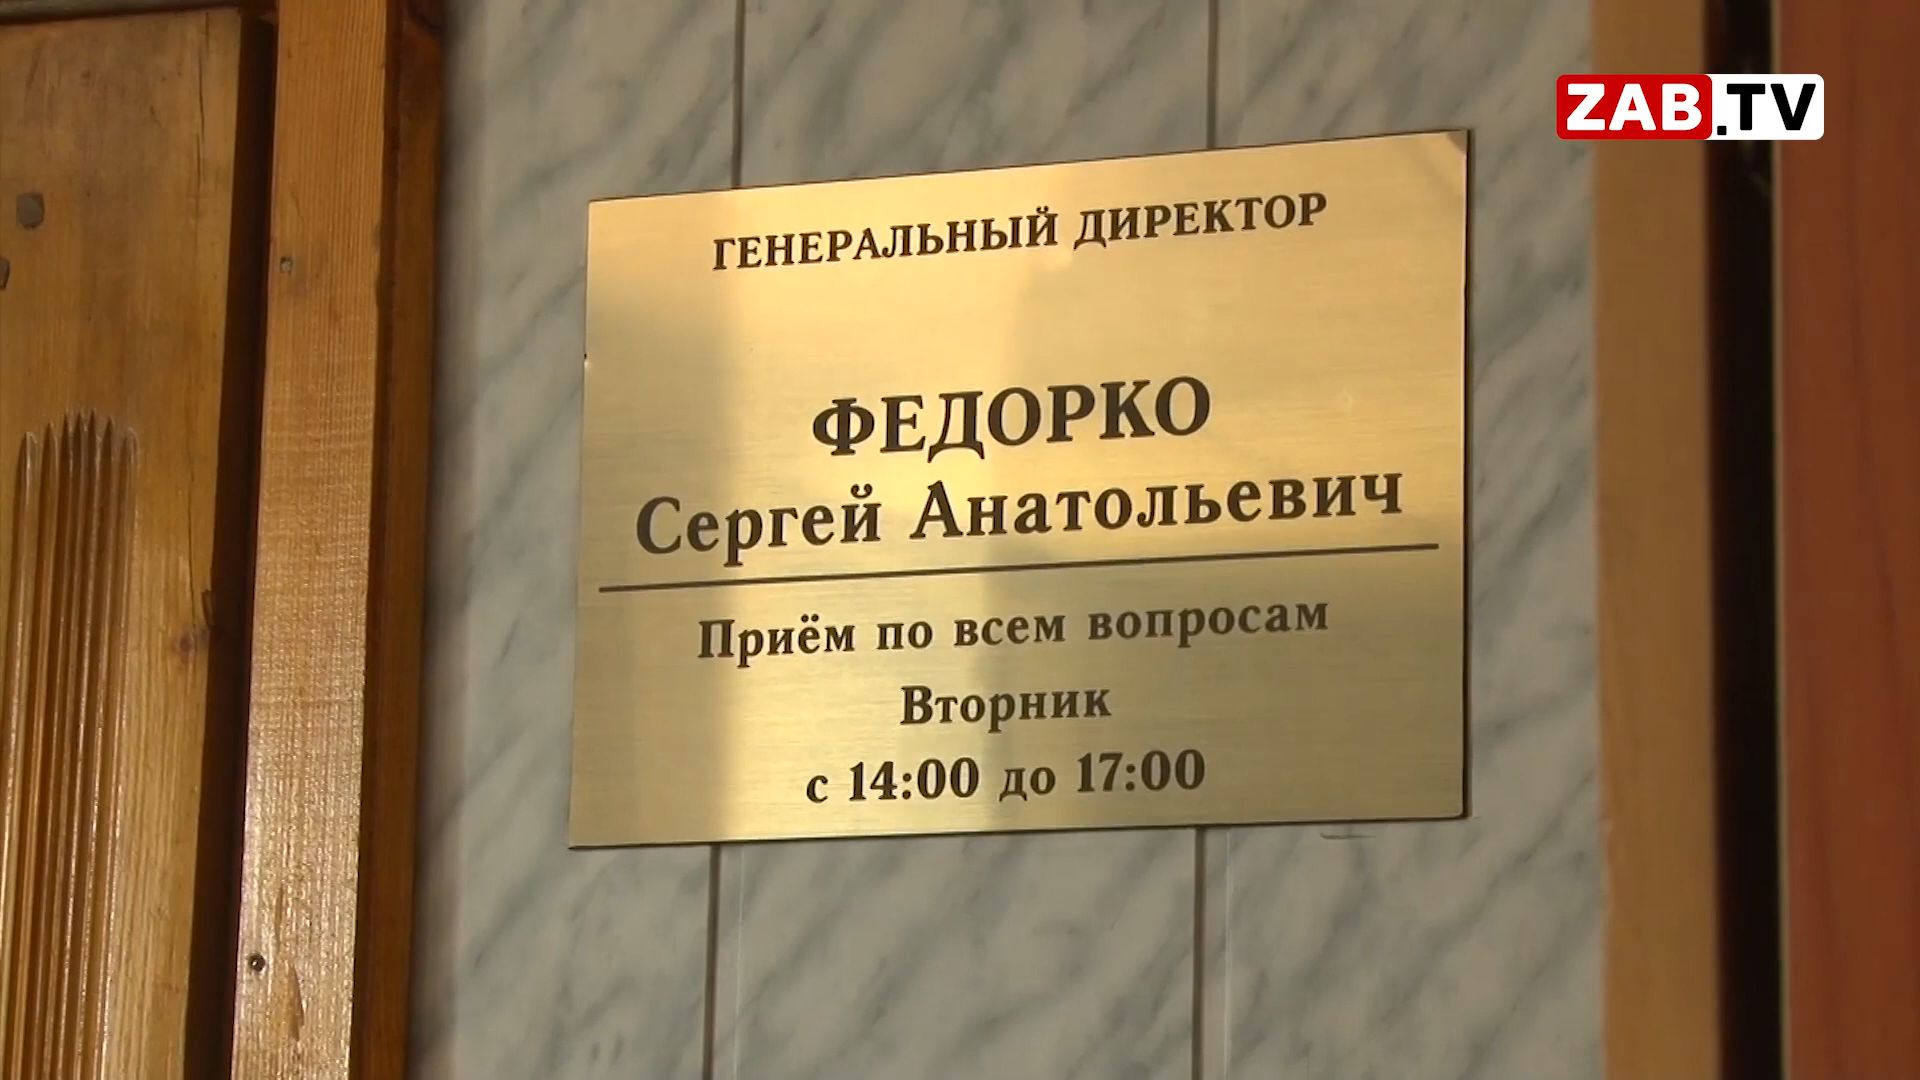 ZAB.TV
ГЕНЕРАЛЬНЫЙ ДИРЕКТОР
ФЕДОРКО
Сергей Анатольевич
Приём по всем вопросам
Вторник
с 14:00 до 17:00